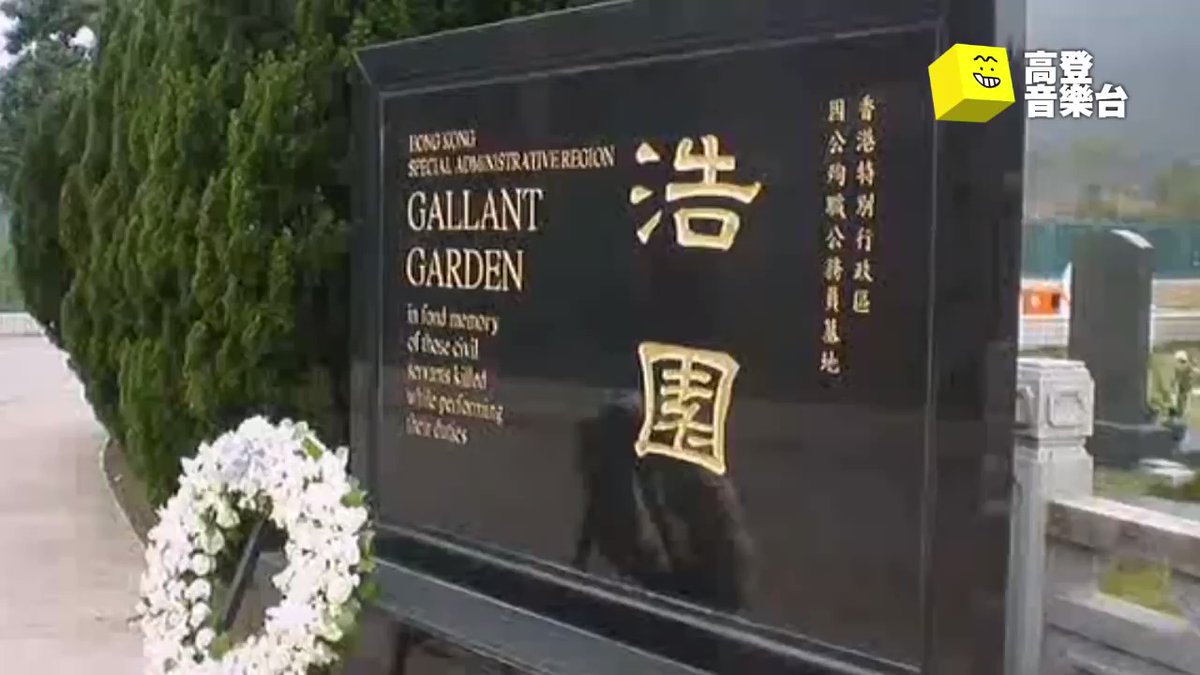 HONG KONG
SPECIAL ADMINISTRATIVE REGION
GALLANT
GARDEN
in fond memory
of those civil
servants killed
while performing
their duties
浩園
香港特別行政區
因公殉職公務員墓地
高登
音樂台